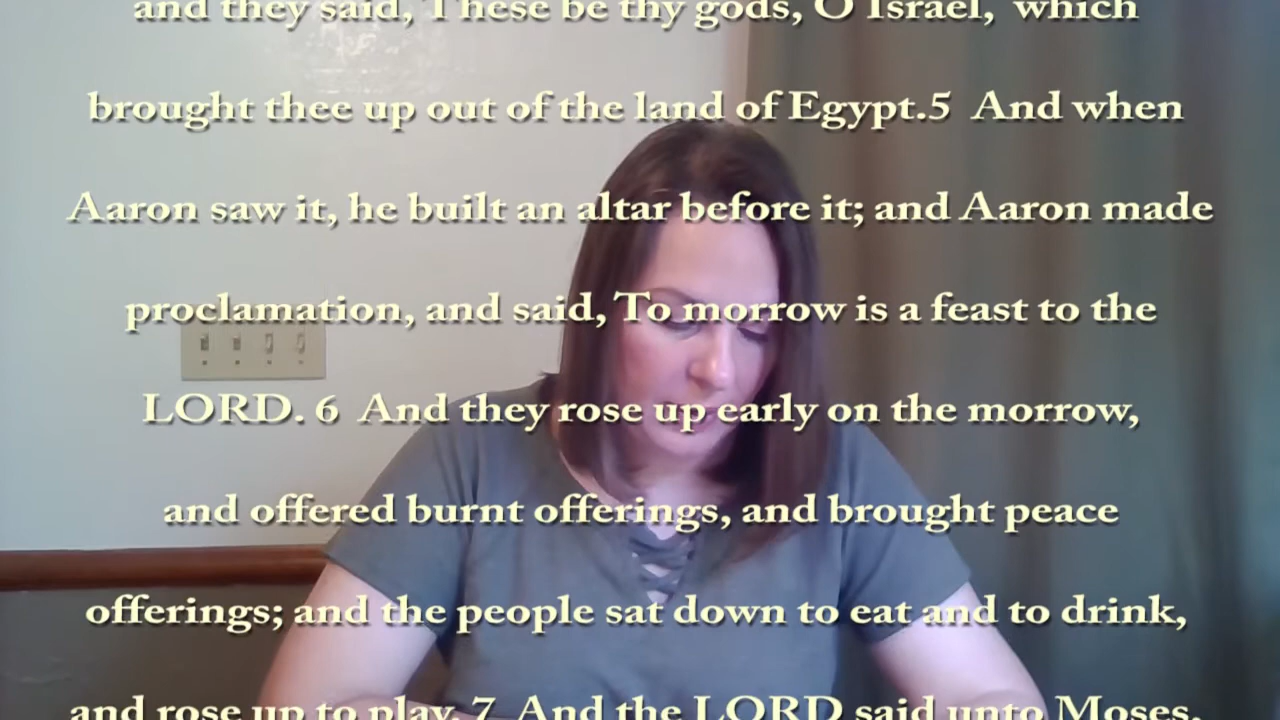 and they said, These be thy gods, O Israel, which
brought thee up out of the land of Egypt.5 And when
Aaron saw it, he built an altar before it; and Aaron made
proclamation, and said, To morrow is a feast to the
LORD. 6 And they rose up early on the morrow,
and offered burnt offerings, and brought peace
offerings; and the people sat down to eat and to drink,
and rose up to play. 7 And the LORD said unto Moses,